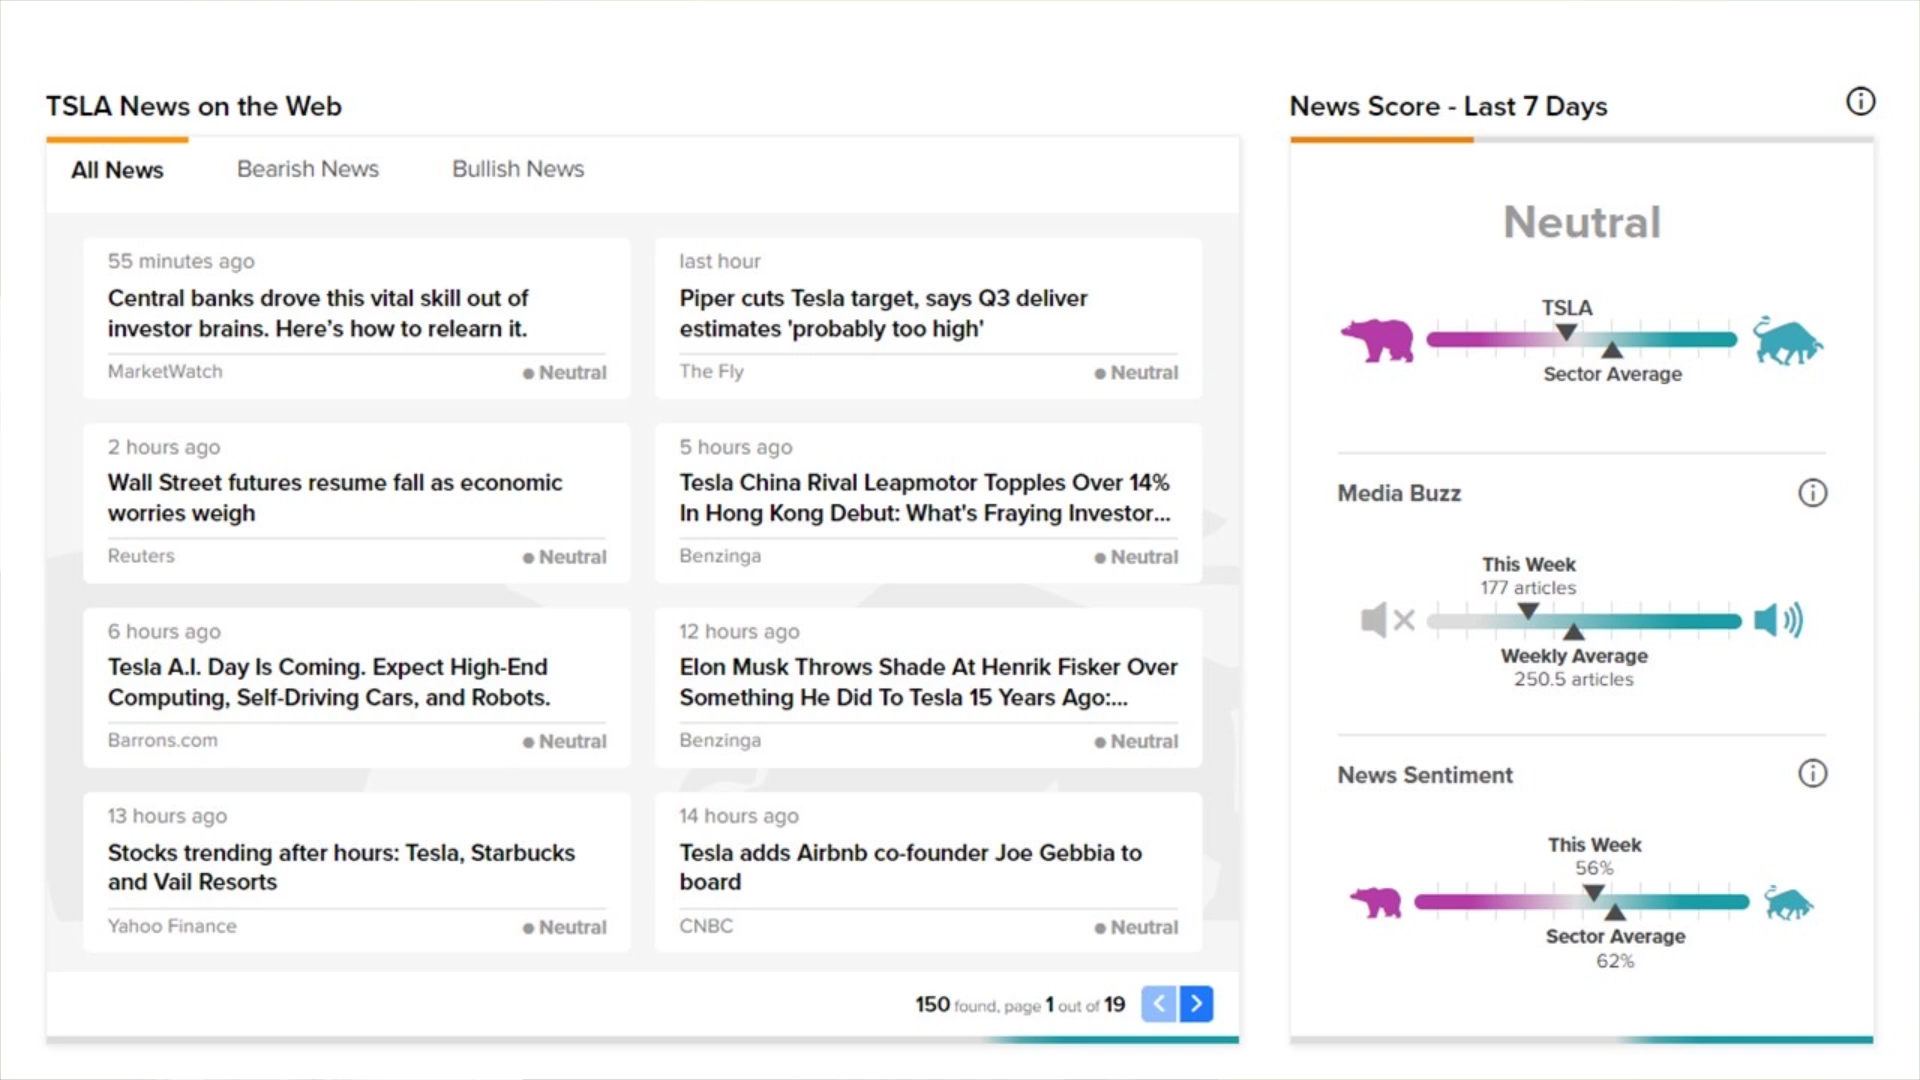 TSLA News on the Web
All News
Bearish News
Bullish News
55 minutes ago
Central banks drove this vital skill out of
investor brains. Here's how to relearn it.
MarketWatch
Neutral
last hour
Piper cuts Tesla target, says Q3 deliver
estimates 'probably too high'
The Fly
Neutral
2 hours ago
Wall Street futures resume fall as economic
worries weigh
Reuters
Neutral
5 hours ago
Tesla China Rival Leapmotor Topples Over 14%
In Hong Kong Debut: What's Fraying Investor...
Benzinga
Neutral
6 hours ago
Tesla A.I. Day Is Coming. Expect High-End
Computing, Self-Driving Cars, and Robots.
Barrons.com
Neutral
12 hours ago
Elon Musk Throws Shade At Henrik Fisker Over
Something He Did To Tesla 15 Years Ago:...
Benzinga
Neutral
13 hours ago
Stocks trending after hours: Tesla, Starbucks
and Vail Resorts
Yahoo Finance
Neutral
14 hours ago
Tesla adds Airbnb co-founder Joe Gebbia to
board
CNBC
Neutral
150 found, page 1 out of 19
News Score - Last 7 Days
Neutral
TSLA
Sector Average
Media Buzz
This Week
177 articles
Weekly Average
250.5 articles
News Sentiment
This Week
56%
Sector Average
62%